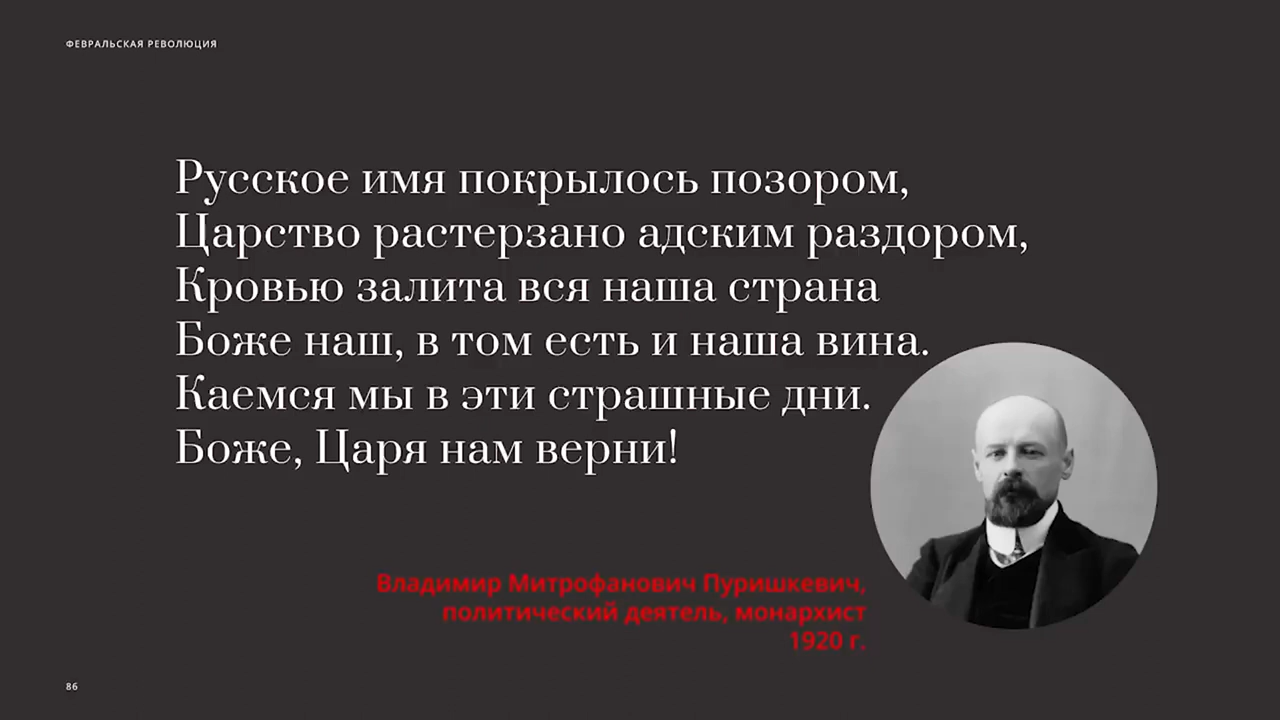 ФЕВРАЛЬСКАЯ РЕВОЛЮЦИЯ
Русское имя покрылось позором,
Царство растерзано адским раздором,
Кровью залита вся наша страна
Боже наш, в том есть и наша вина.
Каемся мы в эти страшные дни.
Боже, Царя нам верни!
Владимир Митрофанович Пуришкевич,
политический деятель, монархист
1920 г.
86